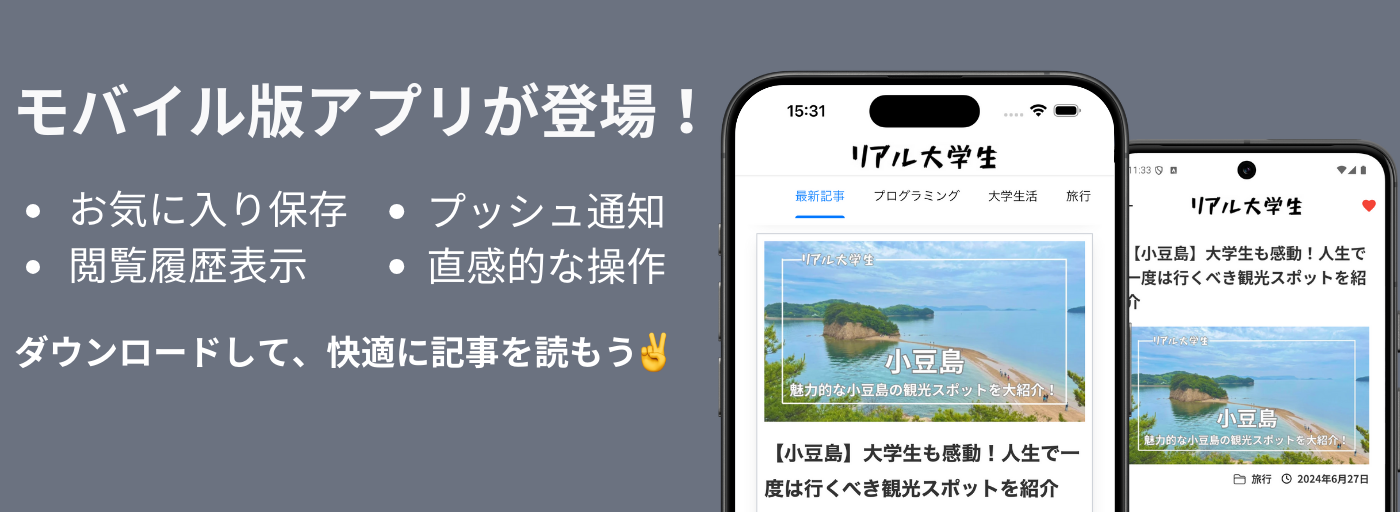 モバイル版アプリが登場！
• お気に入り保存
• プッシュ通知
• 閲覧履歴表示
• 直感的な操作
ダウンロードして、快適に記事を読もう✌️
15:31
リアル大学生
最新記事 プログラミング 大学生活 旅行
リアル大学生
小豆島
魅力的な小豆島の観光スポットを大紹介！
【小豆島】大学生も感動！人生で一
度は行くべき観光スポットを紹介
11:33
リアル大学生
【小豆島】大学生も感動！人生で
一度は行くべき観光スポットを紹
介
リアル大学生
小豆島
魅力的な小豆島の観光スポットを大紹介！
旅行 2024年6月27日